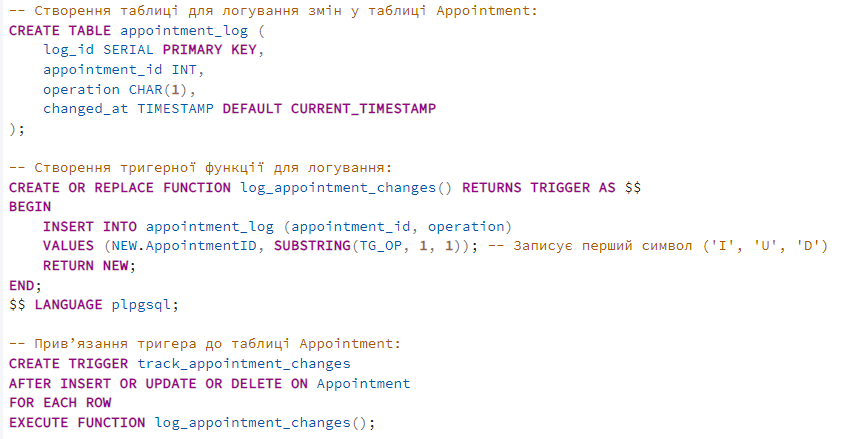 -- Створення таблиці для логування змін у таблиці Appointment:
CREATE TABLE appointment_log (
    log_id SERIAL PRIMARY KEY,
    appointment_id INT,
    operation CHAR(1),
    changed_at TIMESTAMP DEFAULT CURRENT_TIMESTAMP
);

-- Створення тригерної функції для логування:
CREATE OR REPLACE FUNCTION log_appointment_changes() RETURNS TRIGGER AS $$
BEGIN
    INSERT INTO appointment_log (appointment_id, operation)
    VALUES (NEW.AppointmentID, SUBSTRING(TG_OP, 1, 1)); -- Записує перший символ ('I', 'U', 'D')
    RETURN NEW;
END;
$$ LANGUAGE plpgsql;

-- Прив’язання тригера до таблиці Appointment:
CREATE TRIGGER track_appointment_changes
AFTER INSERT OR UPDATE OR DELETE ON Appointment
FOR EACH ROW
EXECUTE FUNCTION log_appointment_changes();